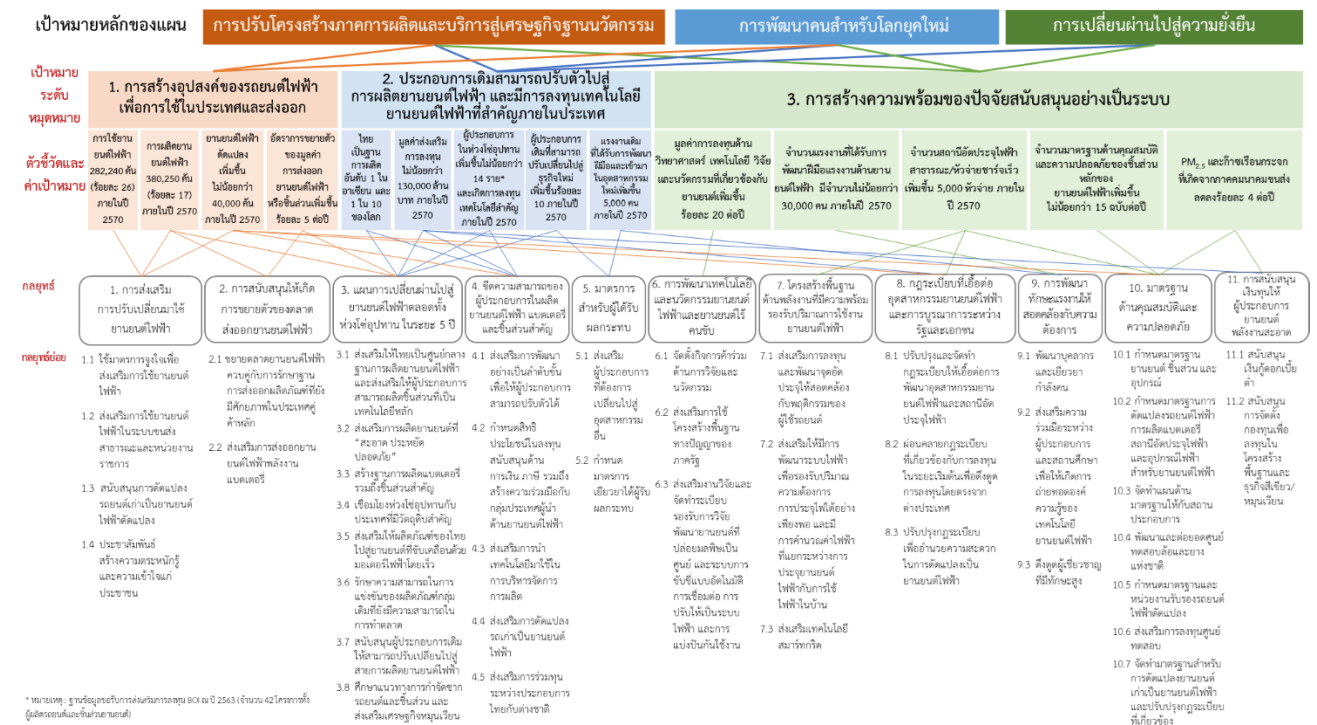 เป้าหมายหลักของแผน
การปรับโครงสร้างภาคการผลิตและบริการสู่เศรษฐกิจฐานนวัตกรรม
การพัฒนาคนสำหรับโลกยุคใหม่
การเปลี่ยนผ่านไปสู่ความยั่งยืน
เป้าหมาย
ระดับ
หมุดหมาย
1. การสร้างอุปสงค์ของรถยนต์ไฟฟ้า
เพื่อการใช้ในประเทศและส่งออก
2. ประกอบการเดิมสามารถปรับตัวไปสู่
การผลิตยานยนต์ไฟฟ้า และมีการลงทุนเทคโนโลยี
ยานยนต์ไฟฟ้าที่สำคัญภายในประเทศ
3. การสร้างความพร้อมของปัจจัยสนับสนุนอย่างเป็นระบบ
ตัวชี้วัดและ
ค่าเป้าหมาย
การใช้ยาน
ยนต์ไฟฟ้า
282,240 คัน
(ร้อยละ 26)
ภายในปี
2570
การผลิตยาน
ยนต์ไฟฟ้า
380,250 คัน
(ร้อยละ 17)
ภายในปี 2570
ยานยนต์ไฟฟ้า
ดัดแปลง
เพิ่มขึ้น
ไม่น้อยกว่า
40,000 คัน
ภายในปี 2570
อัตราการขยายตัว
ของมูลค่า
การส่งออก
ยานยนต์ไฟฟ้า
หรือชิ้นส่วนเพิ่มขึ้น
ร้อยละ 5 ต่อปี
ไทย
เป็นฐาน
การผลิต
อันดับ 1 ใน
อาเซียน และ
1 ใน 10
ของโลก
มูลค่าส่งเสริม
การลงทุน
ไม่น้อยกว่า
130,000 ล้าน
บาท ภายในปี
2570
ผู้ประกอบการ
ในห่วงโซ่อุปทาน
เพิ่มขึ้นไม่น้อยกว่า
14 ราย*
และเกิดการลงทุน
เทคโนโลยีสำคัญ
ภายในปี 2570
ผู้ประกอบการ
เดิมที่สามารถ
ปรับเปลี่ยนไปสู่
ธุรกิจใหม่
เพิ่มขึ้นร้อยละ
10 ภายในปี
2570
แรงงานเดิม
ที่ได้รับการพัฒนา
ฝีมือและเข้ามา
ในอุตสาหกรรม
ใหม่เพิ่มขึ้น
5,000 คน
ภายในปี 2570
มูลค่าการลงทุนด้าน
วิทยาศาสตร์ เทคโนโลยี วิจัย
และนวัตกรรมที่เกี่ยวข้องกับ
ยานยนต์เพิ่มขึ้น
ร้อยละ 20 ต่อปี
จำนวนแรงงานที่ได้รับการ
พัฒนาฝีมือแรงงานด้านยาน
ยนต์ไฟฟ้า มีจำนวนไม่น้อยกว่า
30,000 คน ภายในปี 2570
จำนวนสถานีอัดประจุไฟฟ้า
สาธารณะ/หัวจ่ายชาร์จเร็ว
เพิ่มขึ้น 5,000 หัวจ่าย ภายใน
ปี 2570
จำนวนมาตรฐานด้านคุณสมบัติ
และความปลอดภัยของชิ้นส่วน
หลักของ
ยานยนต์ไฟฟ้าเพิ่มขึ้น
ไม่น้อยกว่า 15 ฉบับต่อปี
PM2.5 และก๊าซเรือนกระจก
ที่เกิดจากภาคคมนาคมขนส่ง
ลดลงร้อยละ 4 ต่อปี
กลยุทธ์
1. การส่งเสริม
การปรับเปลี่ยนมาใช้
ยานยนต์ไฟฟ้า
2. การสนับสนุนให้เกิด
การขยายตัวของตลาด
ส่งออกยานยนต์ไฟฟ้า
3. แผนการเปลี่ยนผ่านไปสู่
ยานยนต์ไฟฟ้าตลอดทั้ง
ห่วงโซ่อุปทาน ในระยะ 5 ปี
4. ขีดความสามารถของ
ผู้ประกอบการในผลิต
ยานยนต์ไฟฟ้า แบตเตอรี่
และชิ้นส่วนสำคัญ
5. มาตรการ
สำหรับผู้ได้รับ
ผลกระทบ
6. การพัฒนาเทคโนโลยี
และนวัตกรรมยานยนต์
ไฟฟ้าและยานยนต์ไร้
คนขับ
7. โครงสร้างพื้นฐาน
ด้านพลังงานที่มีความพร้อม
รองรับปริมาณการใช้งาน
ยานยนต์ไฟฟ้า
8. กฎระเบียบที่เอื้อต่อ
อุตสาหกรรมยานยนต์ไฟฟ้า
และการบูรณาการระหว่าง
รัฐและเอกชน
9. การพัฒนา
ทักษะแรงงานให้
สอดคล้องกับความ
ต้องการ
10. มาตรฐาน
ด้านคุณสมบัติและ
ความปลอดภัย
11. การสนับสนุน
เงินทุนให้
ผู้ประกอบการ
ยานยนต์
พลังงานสะอาด
กลยุทธ์ย่อย
1.1 ใช้มาตรการจูงใจเพื่อ
ส่งเสริมการใช้ยานยนต์
ไฟฟ้า
1.2 ส่งเสริมการใช้ยานยนต์
ไฟฟ้าในระบบขนส่ง
สาธารณะและหน่วยงาน
ราชการ
1.3 สนับสนุนการดัดแปลง
รถยนต์เก่าเป็นยานยนต์
ไฟฟ้าดัดแปลง
1.4 ประชาสัมพันธ์
สร้างความตระหนักรู้
และความเข้าใจแก่
ประชาชน
2.1 ขยายตลาดยานยนต์ไฟฟ้า
ควบคู่กับการรักษาฐาน
การส่งออกผลิตภัณฑ์ที่ยัง
มีศักยภาพในประเทศคู่
ค้าหลัก
2.2 ส่งเสริมการส่งออกยาน
ยนต์ไฟฟ้าพลังงาน
แบตเตอรี่
3.1 ส่งเสริมให้ไทยเป็นศูนย์กลาง
ฐานการผลิตยานยนต์ไฟฟ้า
และส่งเสริมให้ผู้ประกอบการ
สามารถผลิตชิ้นส่วนที่เป็น
เทคโนโลยีหลัก
3.2 ส่งเสริมการผลิตยานยนต์ที่
“สะอาด ประหยัด
ปลอดภัย”
3.3 สร้างฐานการผลิตแบตเตอรี่
รวมถึงชิ้นส่วนสำคัญ
3.4 เชื่อมโยงห่วงโซ่อุปทานกับ
ประเทศที่มีวัตถุดิบสำคัญ
3.5 ส่งเสริมให้ผลิตภัณฑ์ของไทย
ไปสู่ยานยนต์ที่ขับเคลื่อนด้วย
มอเตอร์ไฟฟ้าโดยเร็ว
3.6 รักษาความสามารถในการ
แข่งขันของผลิตภัณฑ์กลุ่ม
เดิมที่ยังมีความสามารถใน
การทำตลาด
3.7 สนับสนุนผู้ประกอบการเดิม
ให้สามารถปรับเปลี่ยนไปสู่
สายการผลิตยานยนต์ไฟฟ้า
3.8 ศึกษาแนวทางการกำจัดซาก
รถยนต์และชิ้นส่วน และ
ส่งเสริมเศรษฐกิจหมุนเวียน
4.1 ส่งเสริมการพัฒนา
อย่างเป็นลำดับขั้น
เพื่อให้ผู้ประกอบการ
สามารถปรับตัวได้
4.2 กำหนดสิทธิ
ประโยชน์ในลงทุน
สนับสนุนด้าน
การเงิน ภาษี รวมถึง
สร้างความร่วมมือกับ
กลุ่มประเทศผู้นำ
ด้านยานยนต์ไฟฟ้า
4.3 ส่งเสริมการนำ
เทคโนโลยีมาใช้ใน
การบริหารจัดการ
การผลิต
4.4 ส่งเสริมการดัดแปลง
รถเก่าเป็นยานยนต์
ไฟฟ้า
4.5 ส่งเสริมการร่วมทุน
ระหว่างประกอบการ
ไทยกับต่างชาติ
5.1 ส่งเสริม
ผู้ประกอบการ
ที่ต้องการ
เปลี่ยนไปสู่
อุตสาหกรรม
อื่น
5.2 กำหนด
มาตรการ
เยียวยาได้ผู้รับ
ผลกระทบ
6.1 จัดตั้งกิจการค้าร่วม
ด้านการวิจัยและ
นวัตกรรม
6.2 ส่งเสริมการใช้
โครงสร้างพื้นฐาน
ทางปัญญาของ
ภาครัฐ
6.3 ส่งเสริมงานวิจัยและ
จัดทำระเบียบ
รองรับการวิจัย
พัฒนายานยนต์ที่
ปล่อยมลพิษเป็น
ศูนย์ และระบบการ
ขับขี่แบบอัตโนมัติ
การเชื่อมต่อ การ
ปรับให้เป็นระบบ
ไฟฟ้า และการ
แบ่งปันกันใช้งาน
7.1 ส่งเสริมการลงทุน
และพัฒนาจุดอัด
ประจุให้สอดคล้อง
กับพฤติกรรมของ
ผู้ใช้รถยนต์
7.2 ส่งเสริมให้มีการ
พัฒนาระบบไฟฟ้า
เพื่อรองรับปริมาณ
ความต้องการ
การประจุไฟได้อย่าง
เพียงพอ และมี
การคำนวณค่าไฟฟ้า
ที่แยกระหว่างการ
ประจุยานยนต์
ไฟฟ้ากับการใช้
ไฟฟ้าในบ้าน
7.3 ส่งเสริมเทคโนโลยี
สมาร์ทกริด
8.1 ปรับปรุงและจัดทำ
กฎระเบียบให้เอื้อต่อการ
พัฒนาอุตสาหกรรมยาน
ยนต์ไฟฟ้าและสถานีอัด
ประจุไฟฟ้า
8.2 ผ่อนคลายกฎระเบียบ
ที่เกี่ยวข้องกับการลงทุน
ในระยะเริ่มต้นเพื่อดึงดูด
การลงทุนโดยตรงจาก
ต่างประเทศ
8.3 ปรับปรุงกฎระเบียบ
เพื่ออำนวยความสะดวก
ในการดัดแปลงเป็น
ยานยนต์ไฟฟ้า
9.1 พัฒนาบุคลากร
และเยียวยา
กำลังคน
9.2 ส่งเสริมความ
ร่วมมือระหว่าง
ผู้ประกอบการ
และสถานศึกษา
เพื่อให้เกิดการ
ถ่ายทอดองค์
ความรู้ของ
เทคโนโลยี
ยานยนต์ไฟฟ้า
9.3 ดึงดูดผู้เชี่ยวชาญ
ที่มีทักษะสูง
10.1 กำหนดมาตรฐาน
ยานยนต์ ชิ้นส่วน และ
อุปกรณ์
10.2 กำหนดมาตรฐานการ
ดัดแปลงรถยนต์ไฟฟ้า
การผลิตแบตเตอรี่
สถานีอัดประจุไฟฟ้า
และอุปกรณ์ไฟฟ้า
สำหรับยานยนต์ไฟฟ้า
10.3 จัดทำแผนด้าน
มาตรฐานให้กับสถาน
ประกอบการ
10.4 พัฒนาและต่อยอดศูนย์
ทดสอบล้อและยาง
แห่งชาติ
10.5 กำหนดมาตรฐานและ
หน่วยงานรับรองรถยนต์
ไฟฟ้าดัดแปลง
10.6 ส่งเสริมการลงทุนศูนย์
ทดสอบ
10.7 จัดทำมาตรฐานสำหรับ
การดัดแปลงยานยนต์
เก่าเป็นยานยนต์ไฟฟ้า
และปรับปรุงกฎระเบียบ
ที่เกี่ยวข้อง
11.1 สนับสนุน
เงินกู้ดอกเบี้ย
ต่ำ
11.2 สนับสนุน
การจัดตั้ง
กองทุนเพื่อ
ลงทุนใน
โครงสร้าง
พื้นฐานและ
ธุรกิจสีเขียว/
หมุนเวียน
* หมายเหตุ : ฐานข้อมูลขอรับการส่งเสริมการลงทุน BOI ณ ปี 2563 (จำนวน 42 โครงการทั้ง
ผู้ผลิตรถยนต์และชิ้นส่วนยานยนต์)